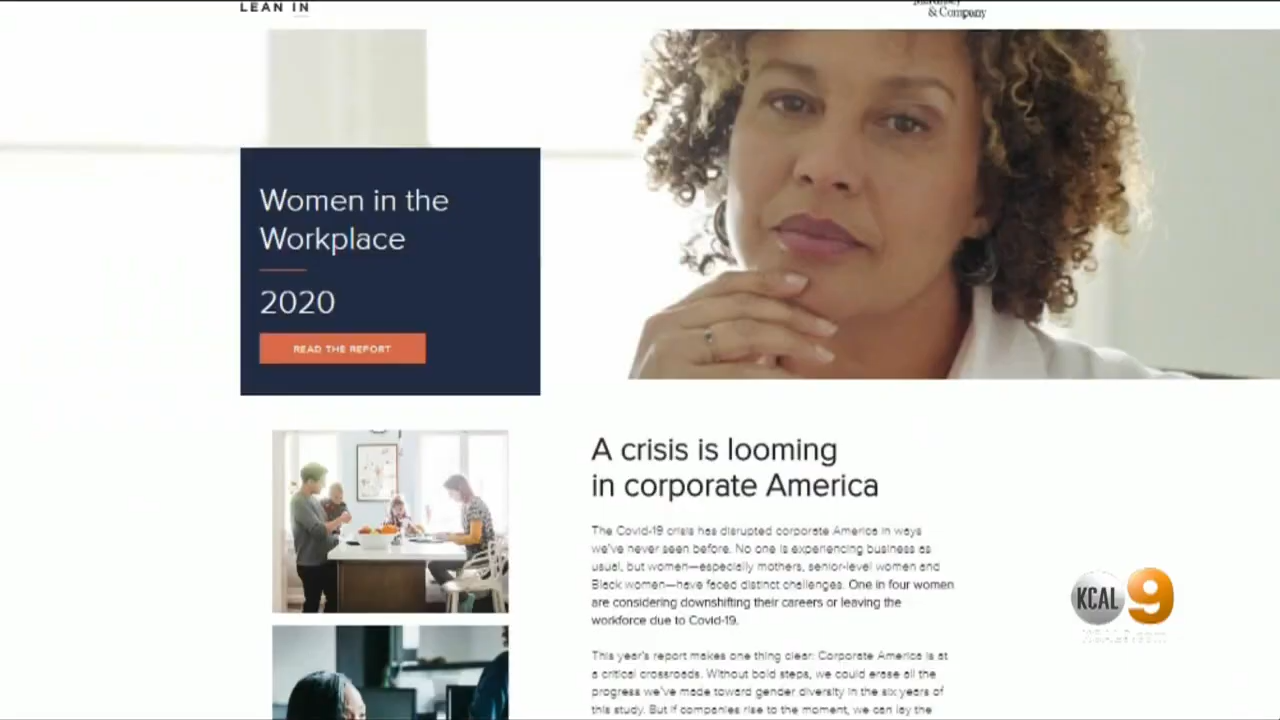 LEAN IN
& Company
Women in the
Workplace
2020
READ THE REPORT
A crisis is looming
in corporate America
The Covid-19 crisis has disrupted corporate America in ways
we've never seen before. No one is experiencing business as
usual, but women—especially mothers, senior-level women and
Black women—have faced distinct challenges. One in four women
are considering downshifting their careers or leaving the
workforce due to Covid-19.
This year's report makes one thing clear: Corporate America is at
a critical crossroads. Without bold steps, we could erase all the
progress we've made toward gender diversity in the six years of
this study. But if companies rise to the moment, we can lay the
KCAL 9